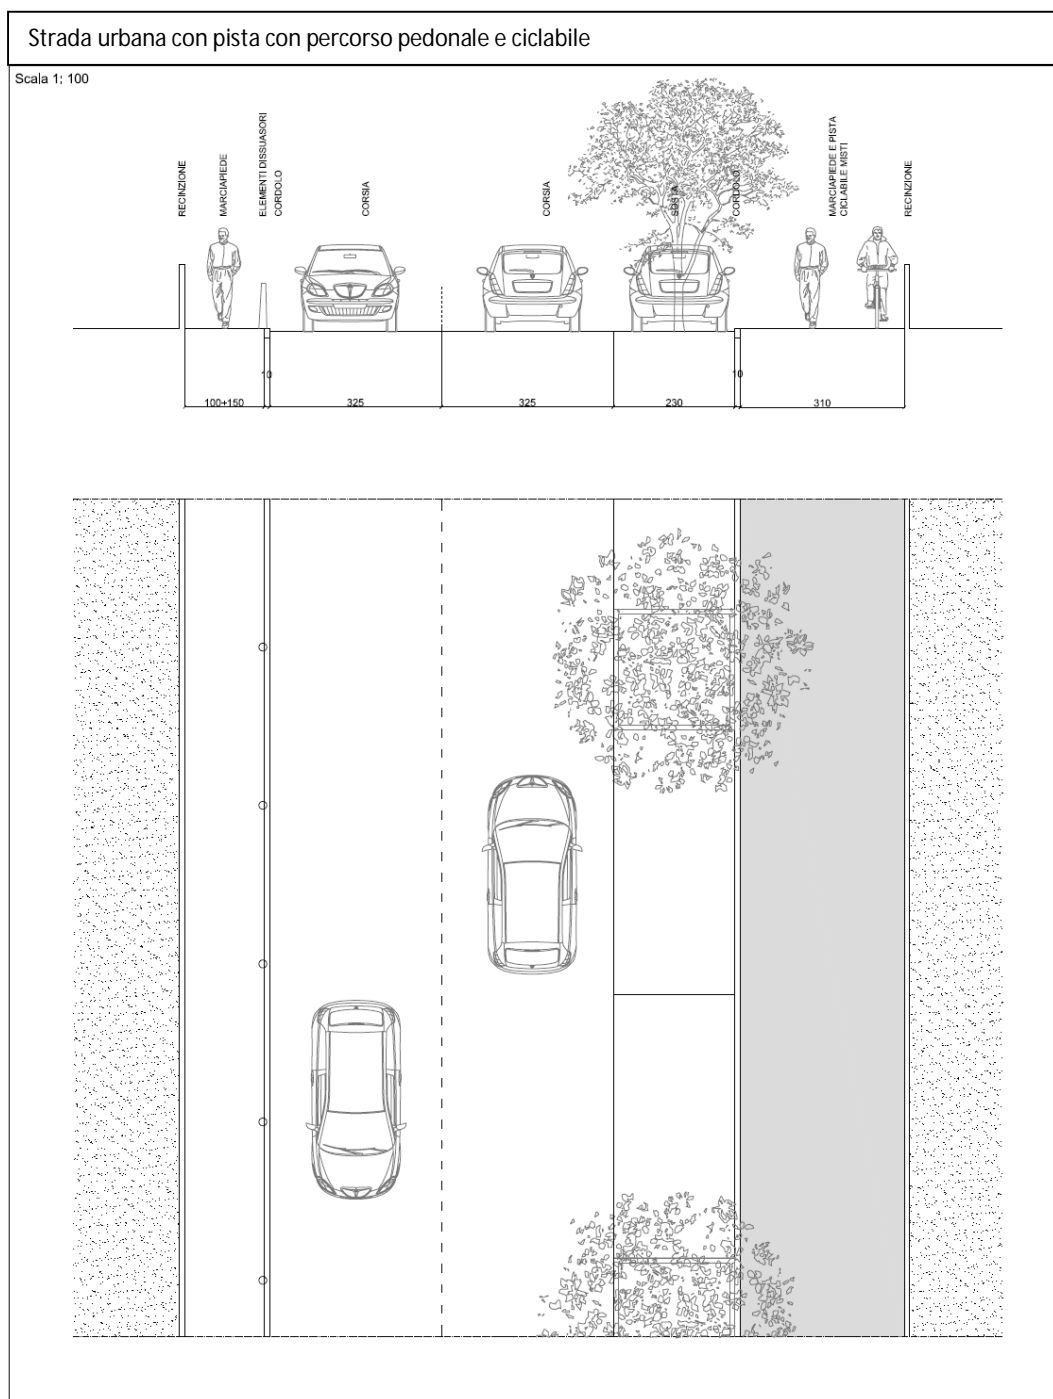 Strada urbana con pista con percorso pedonale e ciclabile
Scala 1: 100
RECINZIONE
MARCIAPIEDE
ELEMENTI DISSUASORI
CORDOLO
CORSIA
CORSIA
SOSTA
CORDOLO
MARCIAPIEDE E PISTA
CICLABILE MISTI
RECINZIONE
10
10
100+150
325
325
230
310